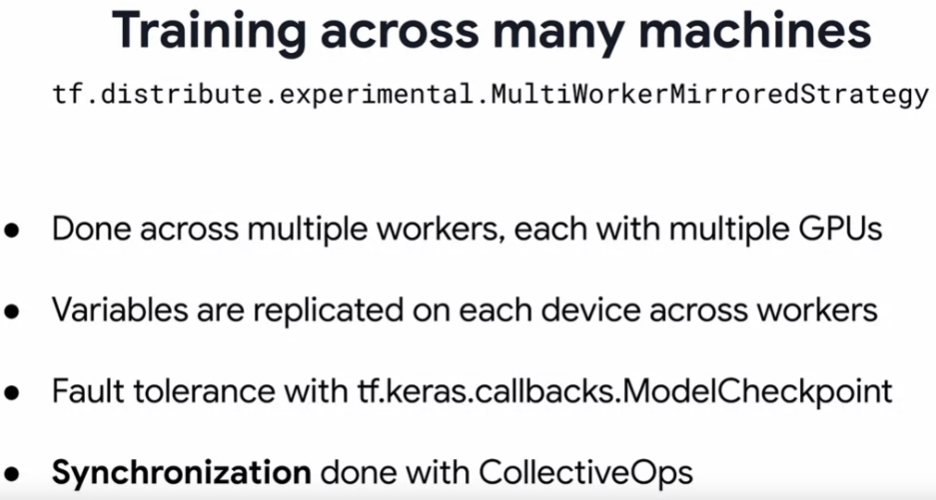 Training across many machines
tf.distribute.experimental.MultiWorkerMirroredStrategy
● Done across multiple workers, each with multiple GPUs
● Variables are replicated on each device across workers
● Fault tolerance with tf.keras.callbacks.ModelCheckpoint
● Synchronization done with CollectiveOps